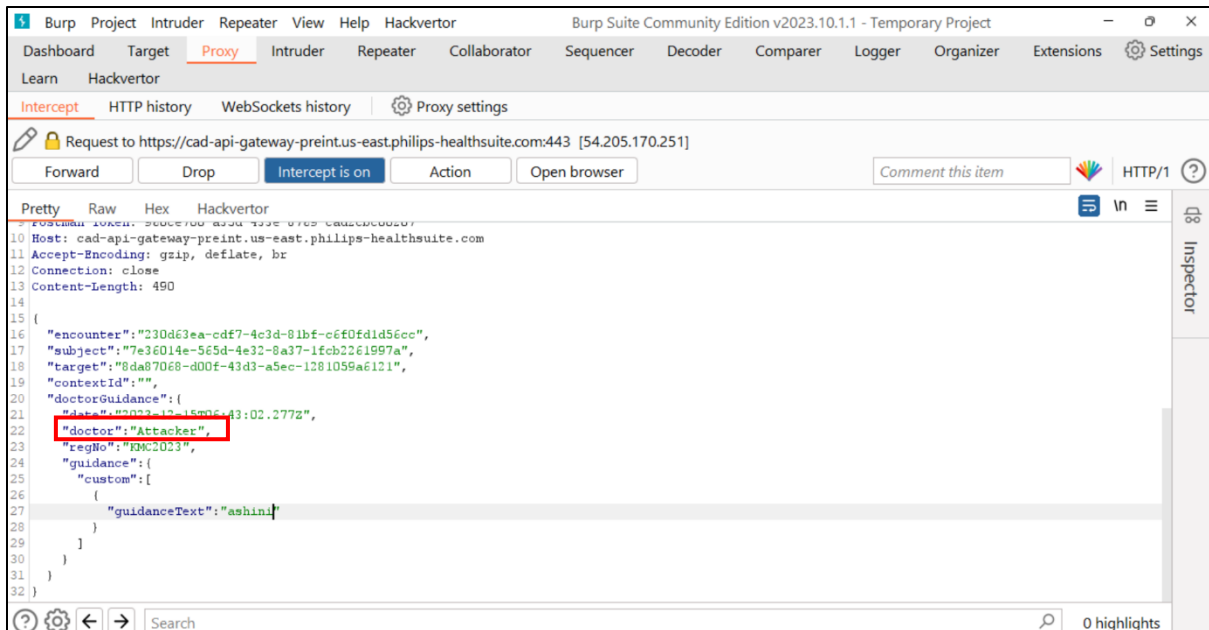 Burp Project Intruder Repeater View Help Hackvertor Burp Suite Community Edition v2023.10.1.1 - Temporary Project
Dashboard Target Proxy Intruder Repeater Collaborator Sequencer Decoder Comparer Logger Organizer Extensions Settings
Learn Hackvertor
Intercept HTTP history WebSockets history Proxy settings
Request to https://cad-api-gateway-preint.us-east.philips-healthsuite.com:443 [54.205.170.251]
Forward Drop Intercept is on Action Open browser Comment this item HTTP/1 ?
Pretty Raw Hex Hackvertor \n
Inspector
9 Postman-Token:
10 Host: cad-api-gateway-preint.us-east.philips-healthsuite.com
11 Accept-Encoding: gzip, deflate, br
12 Connection: close
13 Content-Length: 490
14
15 {
16 "encounter":"230d63ea-cdf7-4c3d-81bf-c6f0fd1d56cc",
17 "subject":"7e36014e-565d-4e32-8a37-1fcb2261997a",
18 "target":"8da87068-d00f-43d3-a5ec-1281059a6121",
19 "contextId":"",
20 "doctorGuidance":{
21 "date":"2023-12-15T06:43:02.277Z",
22 "doctor":"Attacker",
23 "regNo":"KMC2023",
24 "guidance":{
25 "custom":[
26 {
27 "guidanceText":"ashini"
28 }
29 ]
30 }
31 }
32 }
? Search 0 highlights